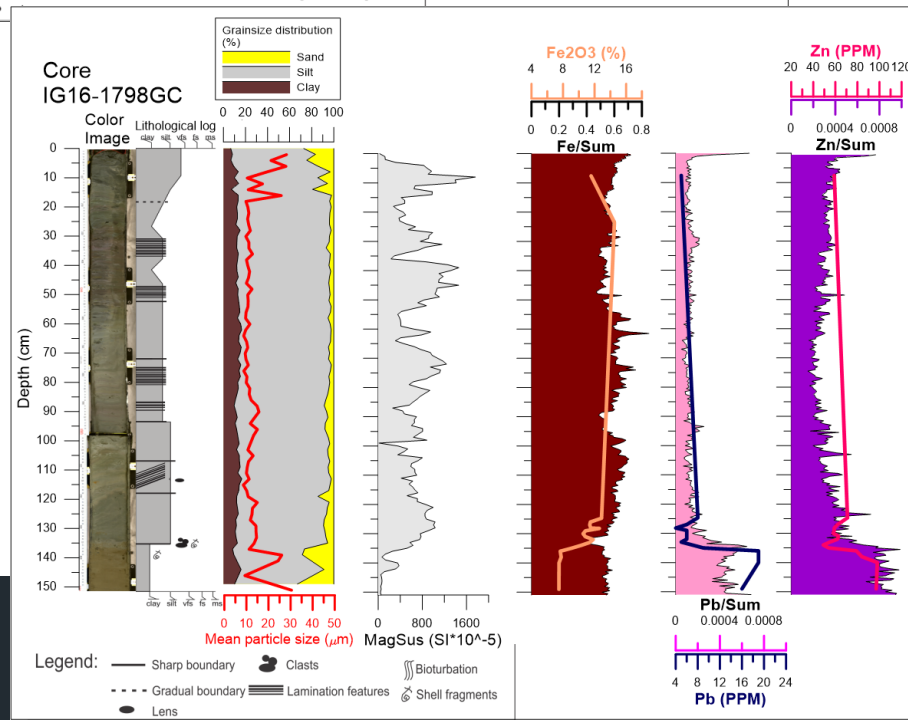 Grainsize distribution
(%)
Sand
Silt
Clay
Core
IG16-1798GC
Color
Image
Lithological log
clay silt vfs fs ms
0 20 40 60 80 100
Fe2O3 (%)
4 8 12 16
0 0.2 0.4 0.6 0.8
Fe/Sum
Zn (PPM)
20 40 60 80 100 120
0 0.0004 0.0008
Zn/Sum
Depth (cm)
0
10
20
30
40
50
60
70
80
90
100
110
120
130
140
150
clay silt vfs fs ms
0 10 20 30 40 50
Mean particle size (µm)
0 800 1600
MagSus (SI*10^-5)
Pb/Sum
0 0.0004 0.0008
4 8 12 16 20 24
Pb (PPM)
Legend:
Sharp boundary
Clasts
Bioturbation
Gradual boundary
Lamination features
Shell fragments
Lens